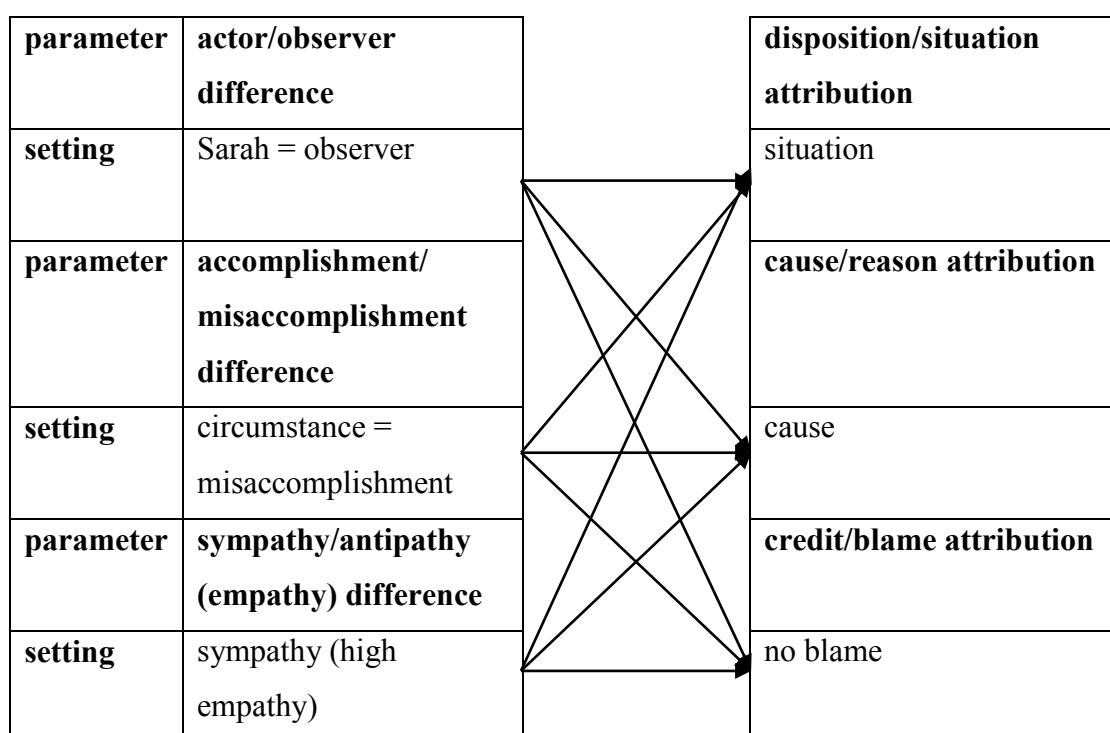 parameter actor/observer disposition/situation
difference attribution
setting Sarah = observer situation
parameter accomplishment/ cause/reason attribution
misaccomplishment
difference
setting circumstance = cause
misaccomplishment
parameter sympathy/antipathy credit/blame attribution
(empathy) difference
setting sympathy (high no blame
empathy)